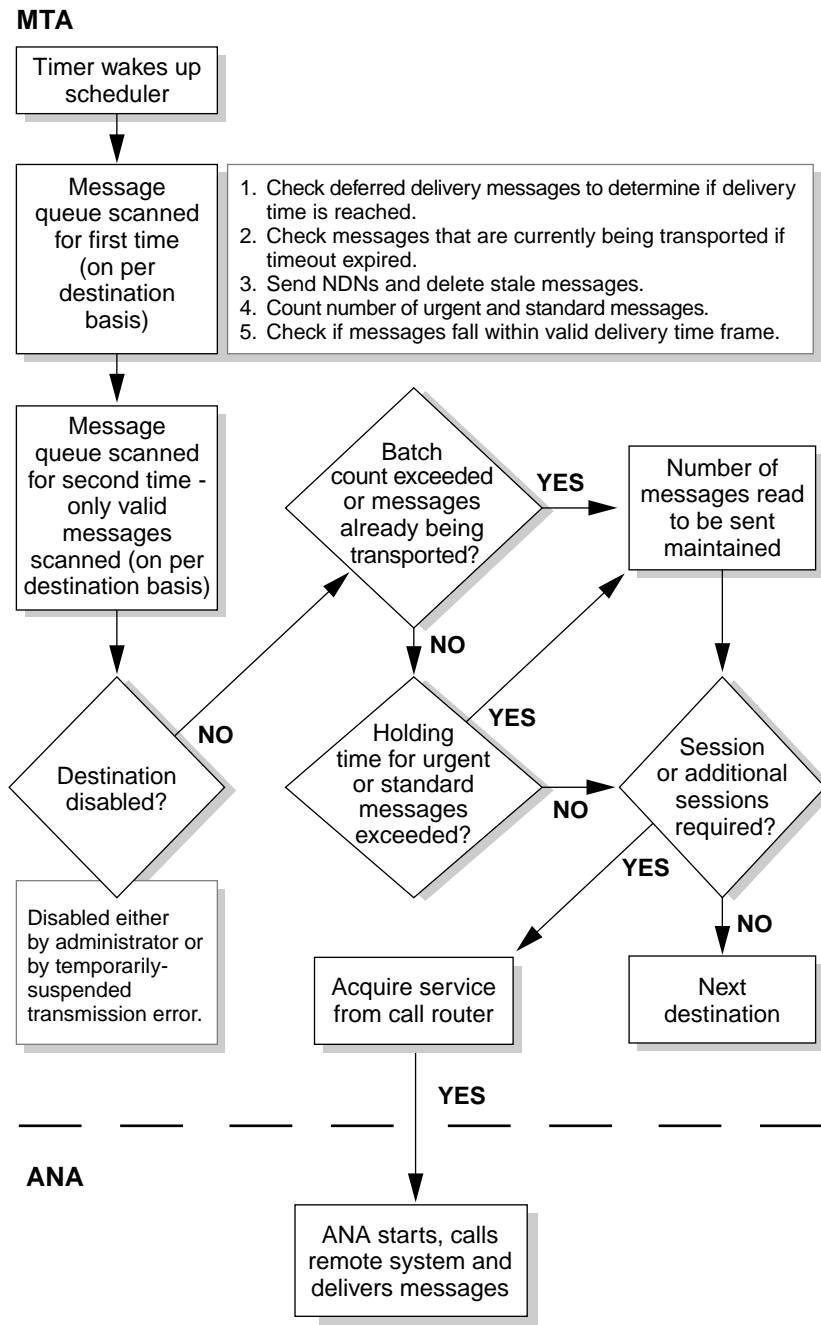 MTA
Timer wakes up
scheduler
Message
queue scanned
for first time
(on per
destination
basis)
1. Check deferred delivery messages to determine if delivery
time is reached.
2. Check messages that are currently being transported if
timeout expired.
3. Send NDNs and delete stale messages.
4. Count number of urgent and standard messages.
5. Check if messages fall within valid delivery time frame.
Message
queue scanned
for second time -
only valid
messages
scanned (on per
destination basis)
Batch
count exceeded
or messages
already being
transported?
YES
Number of
messages read
to be sent
maintained
NO
NO
YES
Destination
disabled?
Holding
time for urgent
or standard
messages
exceeded?
NO
Session
or additional
sessions
required?
YES
NO
Disabled either
by administrator or
by temporarily-
suspended
transmission error.
Acquire service
from call router
Next
destination
YES
ANA
ANA starts, calls
remote system and
delivers messages